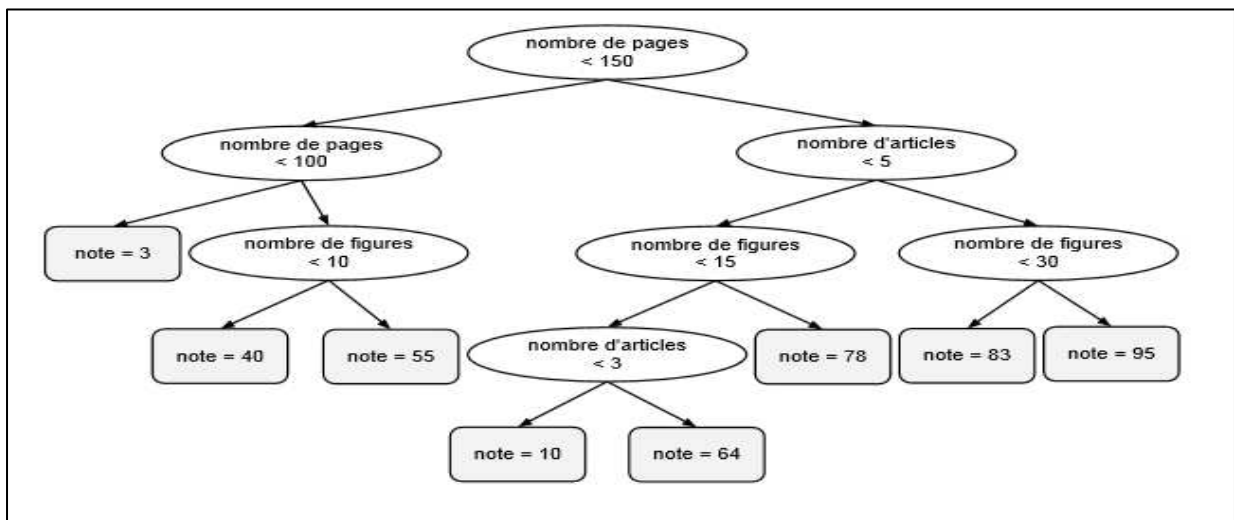 nombre de pages
< 150
nombre de pages
< 100
nombre d'articles
< 5
note = 3
nombre de figures
< 10
nombre de figures
< 15
nombre de figures
< 30
note = 40
note = 55
nombre d'articles
< 3
note = 78
note = 83
note = 95
note = 10
note = 64